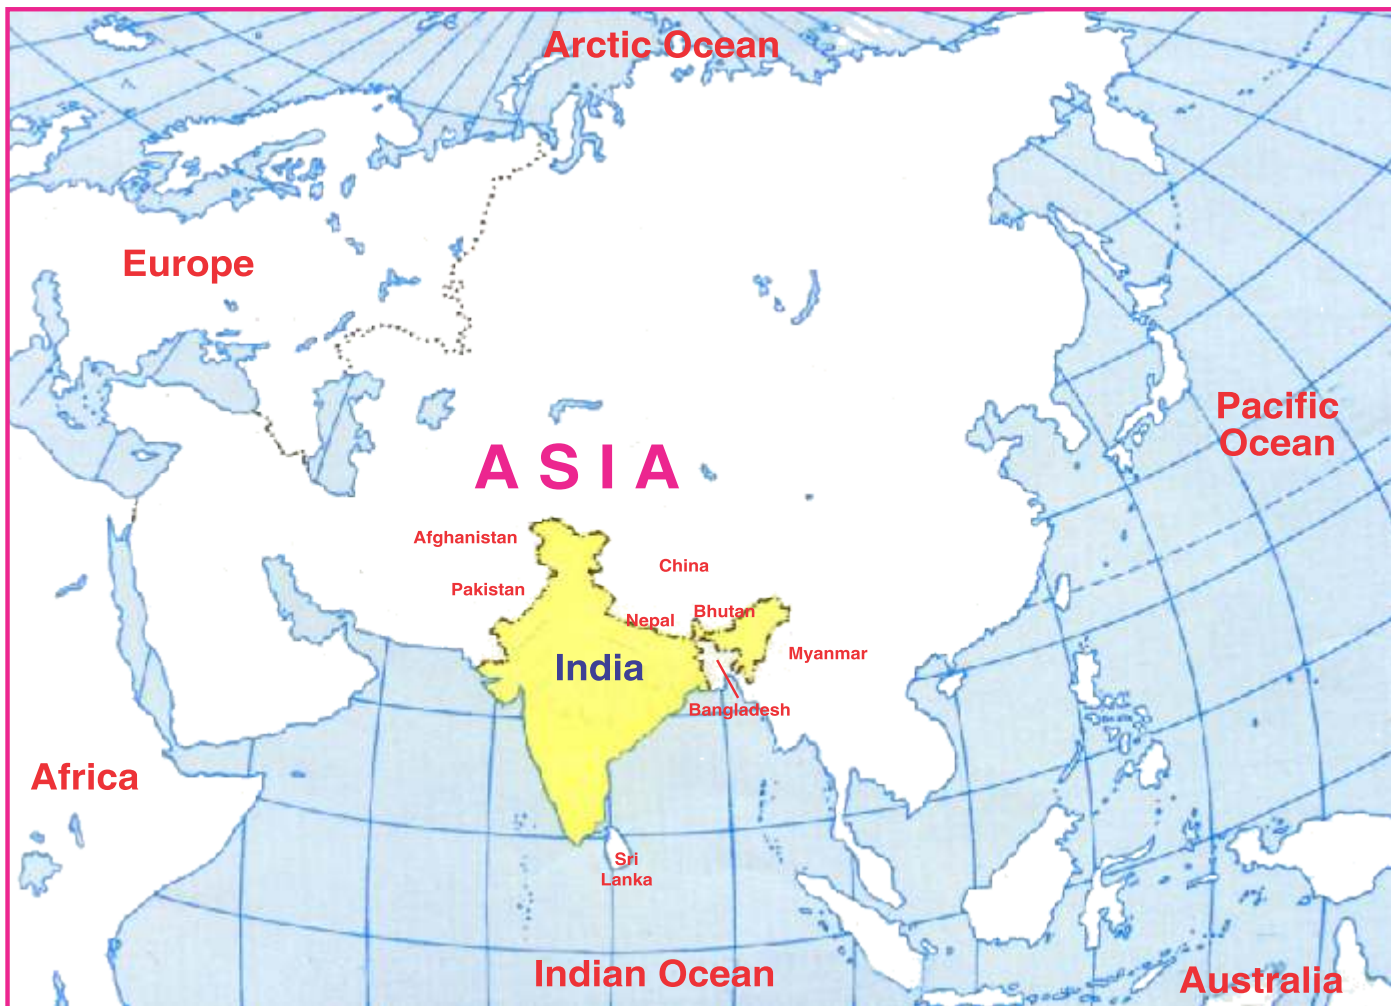 Arctic Ocean
Europe
Pacific
Ocean
ASIA
Afghanistan
China
Pakistan
Bhutan
Nepal
Myanmar
India
Bangladesh
Africa
Sri
Lanka
Indian Ocean
Australia